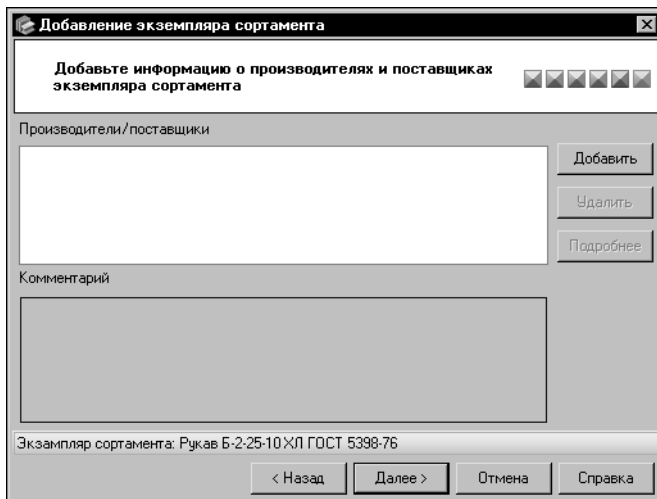 Добавление экземпляра сортамента
Добавьте информацию о производителях и поставщиках
экземпляра сортамента
Производители/поставщики
Добавить
Удалить
Подробнее
Комментарий
Экзампляр сортамента: Рукав Б-2-25-10 ХЛ ГОСТ 5398-76
< Назад
Далее >
Отмена
Справка